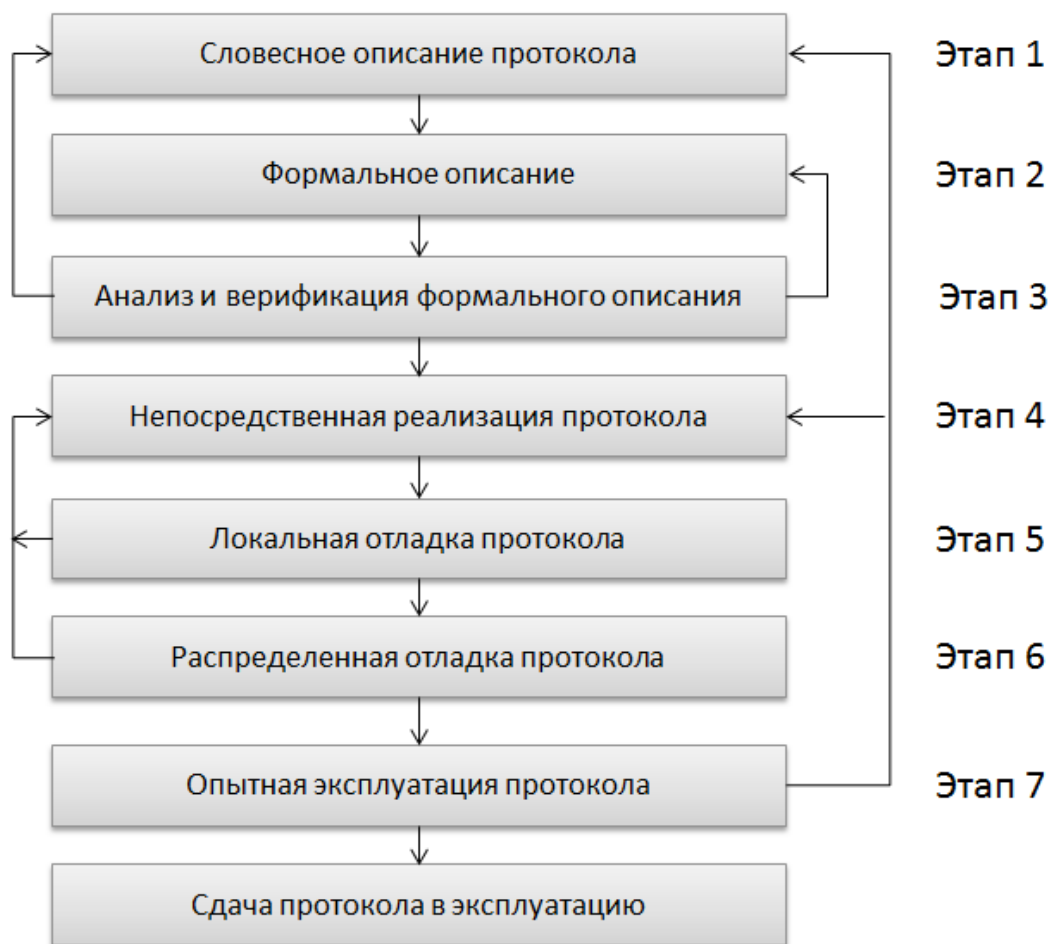 Словесное описание протокола
Этап 1
Формальное описание
Этап 2
Анализ и верификация формального описания
Этап 3
Непосредственная реализация протокола
Этап 4
Локальная отладка протокола
Этап 5
Распределенная отладка протокола
Этап 6
Опытная эксплуатация протокола
Этап 7
Сдача протокола в эксплуатацию